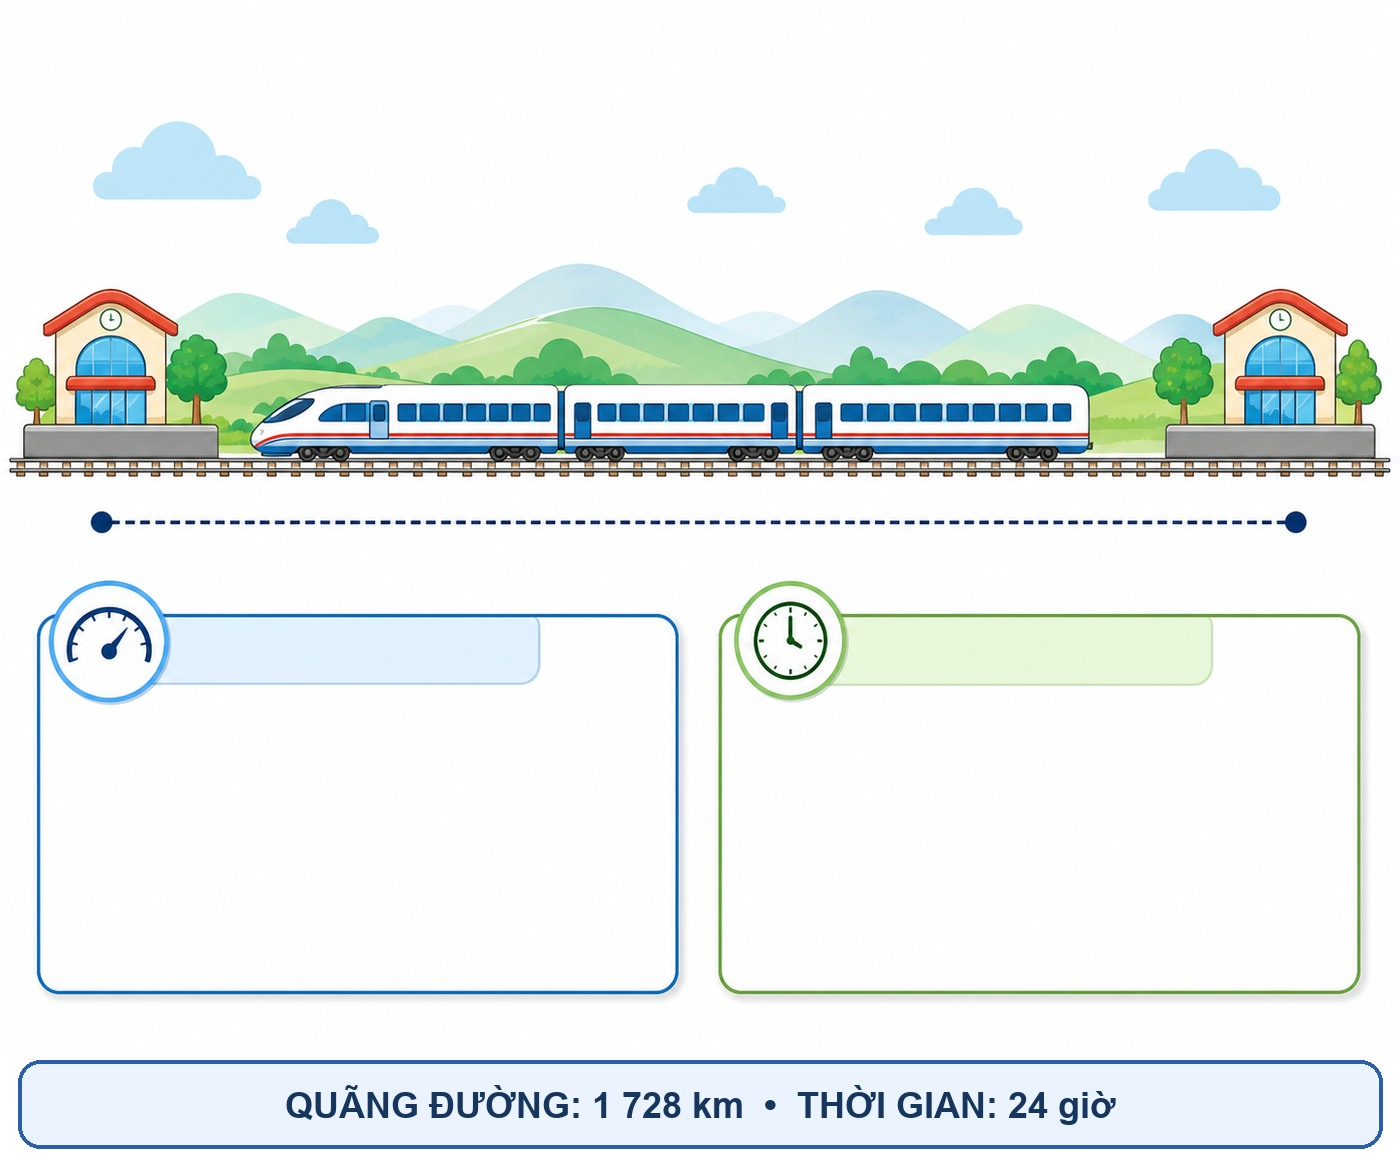 QUÃNG ĐƯỜNG: 1 728 km • THỜI GIAN: 24 giờ